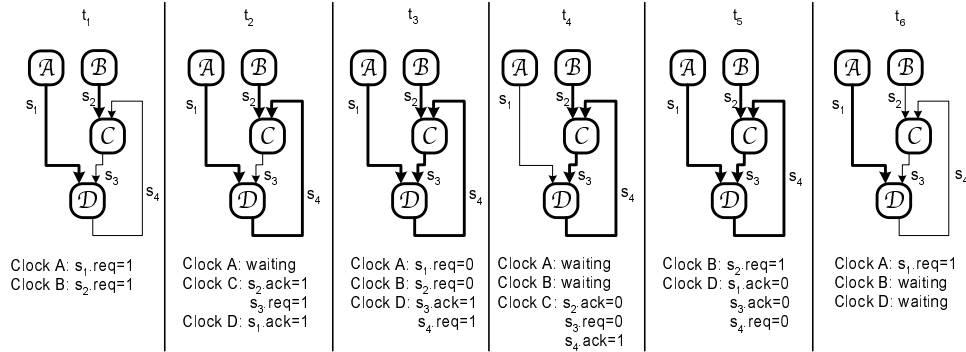 t1
t2
t3
t4
t5
t6
A B
s1 s2
C
s3
D
s4
A B
s1 s2
C
s3
D
s4
A B
s1 s2
C
s3
D
s4
A B
s1 s2
C
s3
D
s4
A B
s1 s2
C
s3
D
s4
A B
s1 s2
C
s3
D
s4
Clock A: s1.req=1
Clock B: s2.req=1
Clock A: waiting
Clock C: s2.ack=1
s3.req=1
Clock D: s1.ack=1
Clock A: s1.req=0
Clock B: s2.req=0
Clock D: s3.ack=1
s4.req=1
Clock A: waiting
Clock B: waiting
Clock C: s2.ack=0
s3.req=0
s4.ack=1
Clock B: s2.req=1
Clock D: s1.ack=0
s3.ack=0
s4.req=0
Clock A: s1.req=1
Clock B: waiting
Clock D: waiting